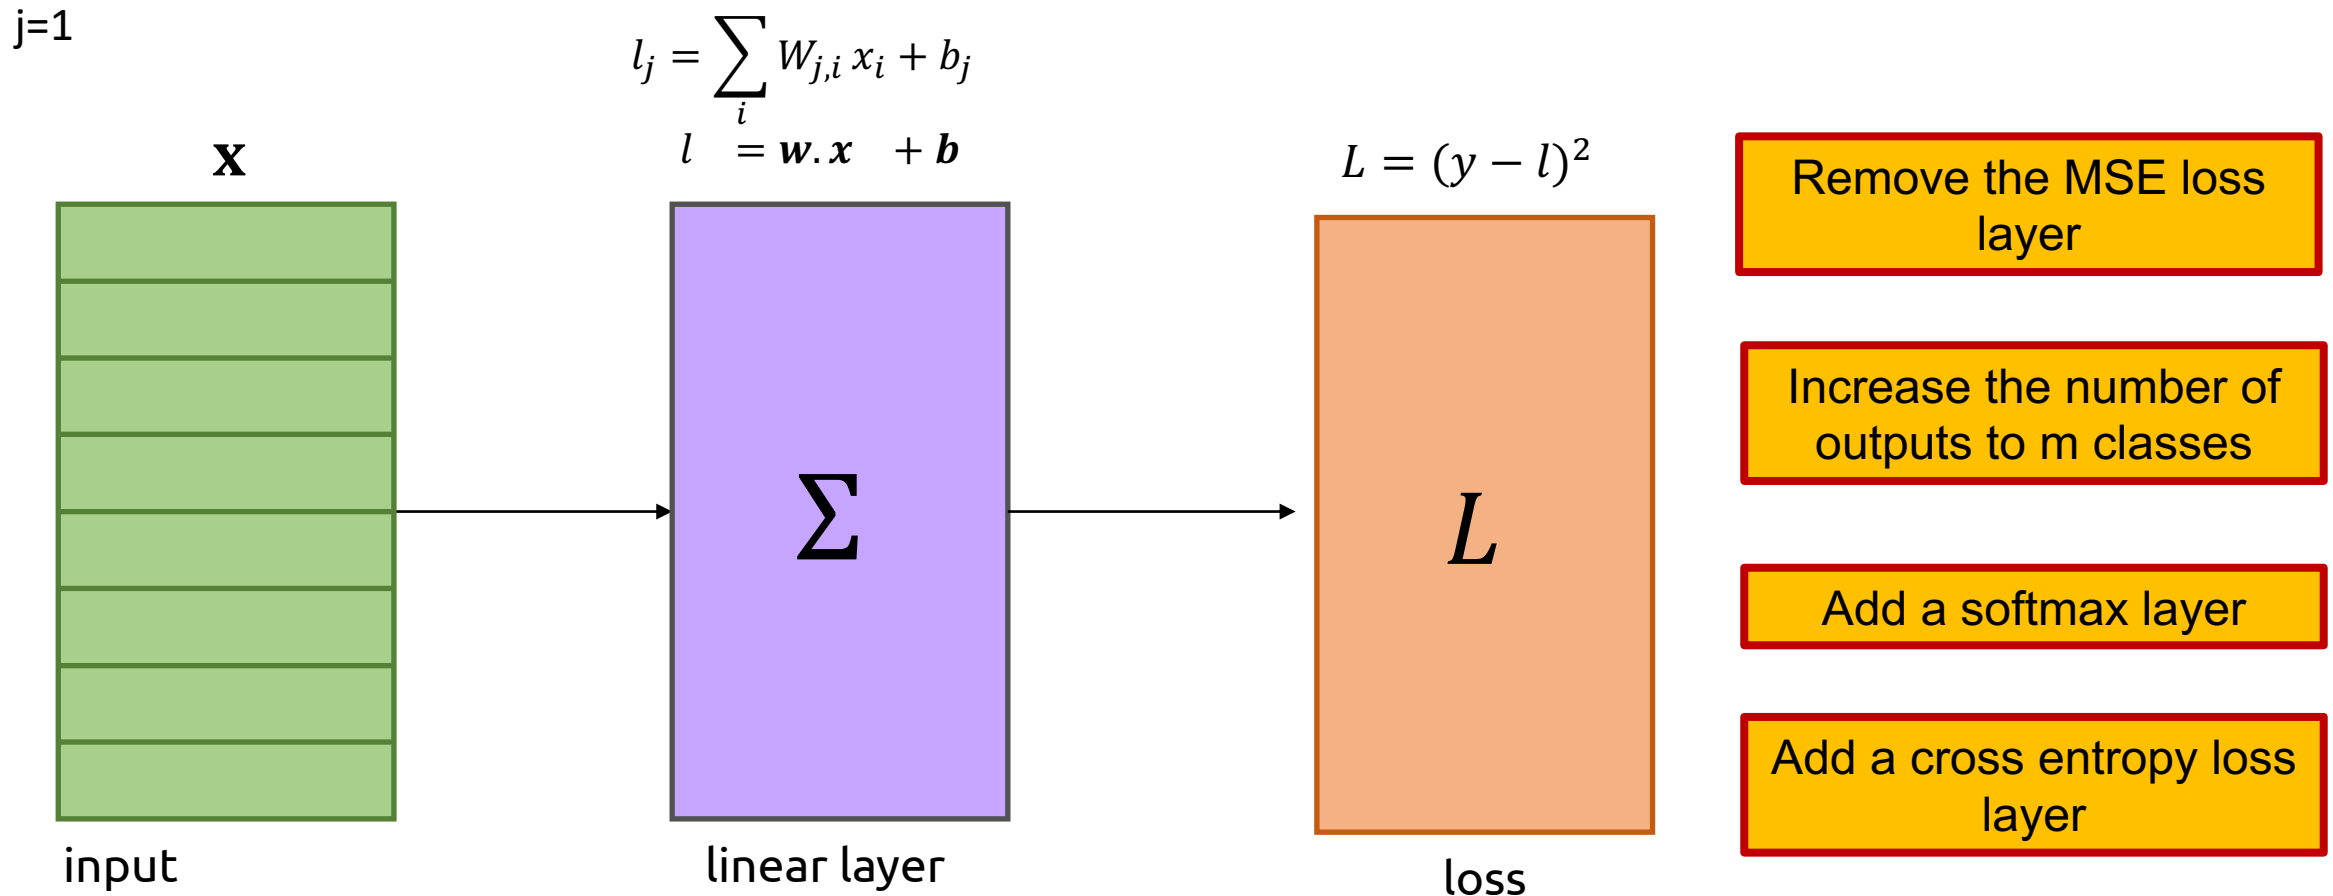 j=1
l_j = ∑_i W_{j,i} x_i + b_j
l = w.x + b
x
L = (y − l)²
Σ
L
input
linear layer
loss
Remove the MSE loss
layer
Increase the number of
outputs to m classes
Add a softmax layer
Add a cross entropy loss
layer